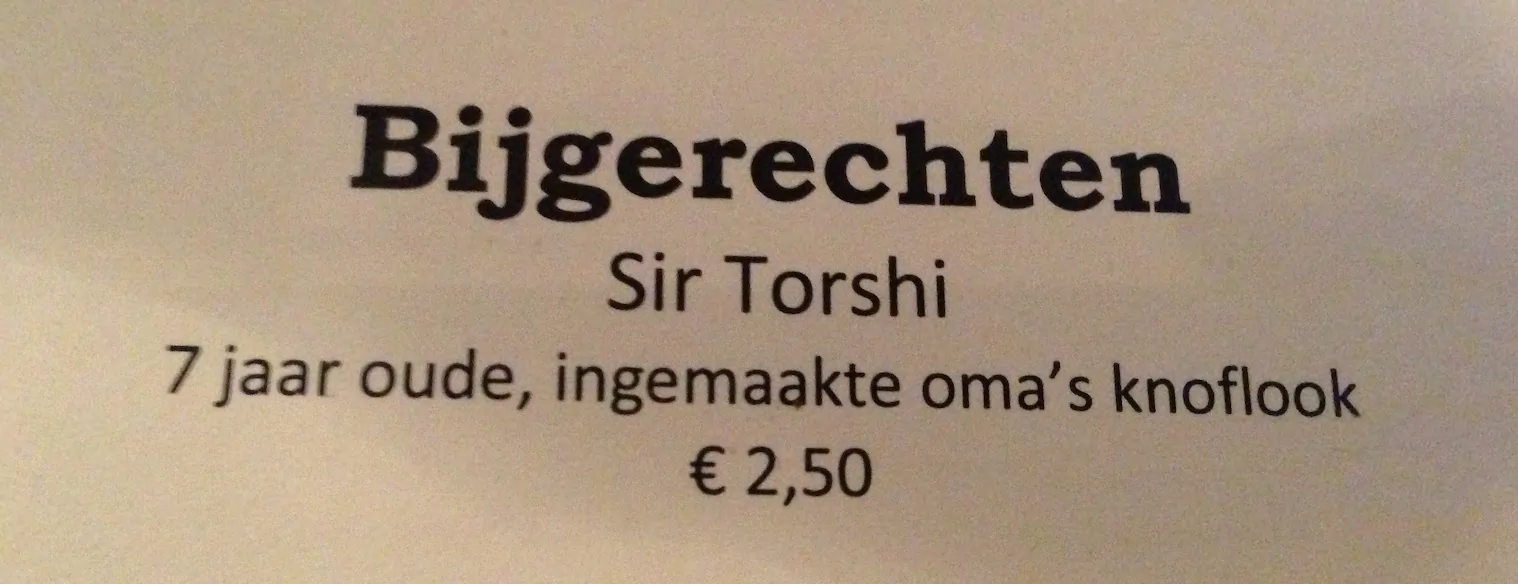 Bijgerechten
Sir Torshi
7 jaar oude, ingemaakte oma’s knoflook
€ 2,50